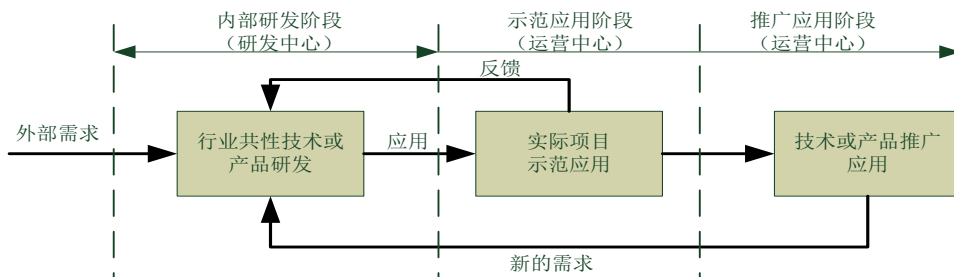 内部研发阶段
（研发中心）
示范应用阶段
（运营中心）
推广应用阶段
（运营中心）
反馈
外部需求
行业共性技术或
产品研发
应用
实际项目
示范应用
技术或产品推广
应用
新的需求